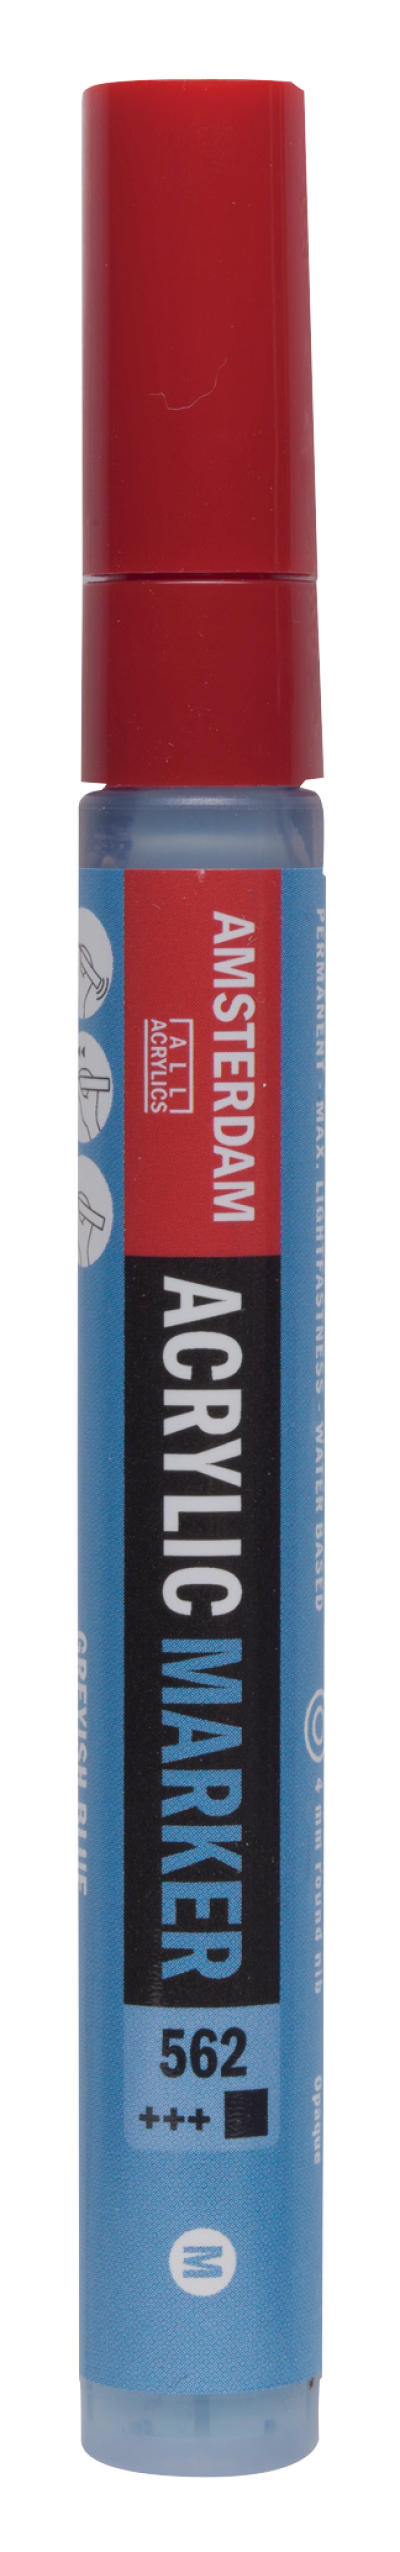 AMSTERDAM
ALL
ACRYLICS
ACRYLIC MARKER
562
+++
M
PERMANENT - MAX. LIGHTFASTNESS - WATER BASED
4 mm round nib
Opaque
GREYISH BLUE